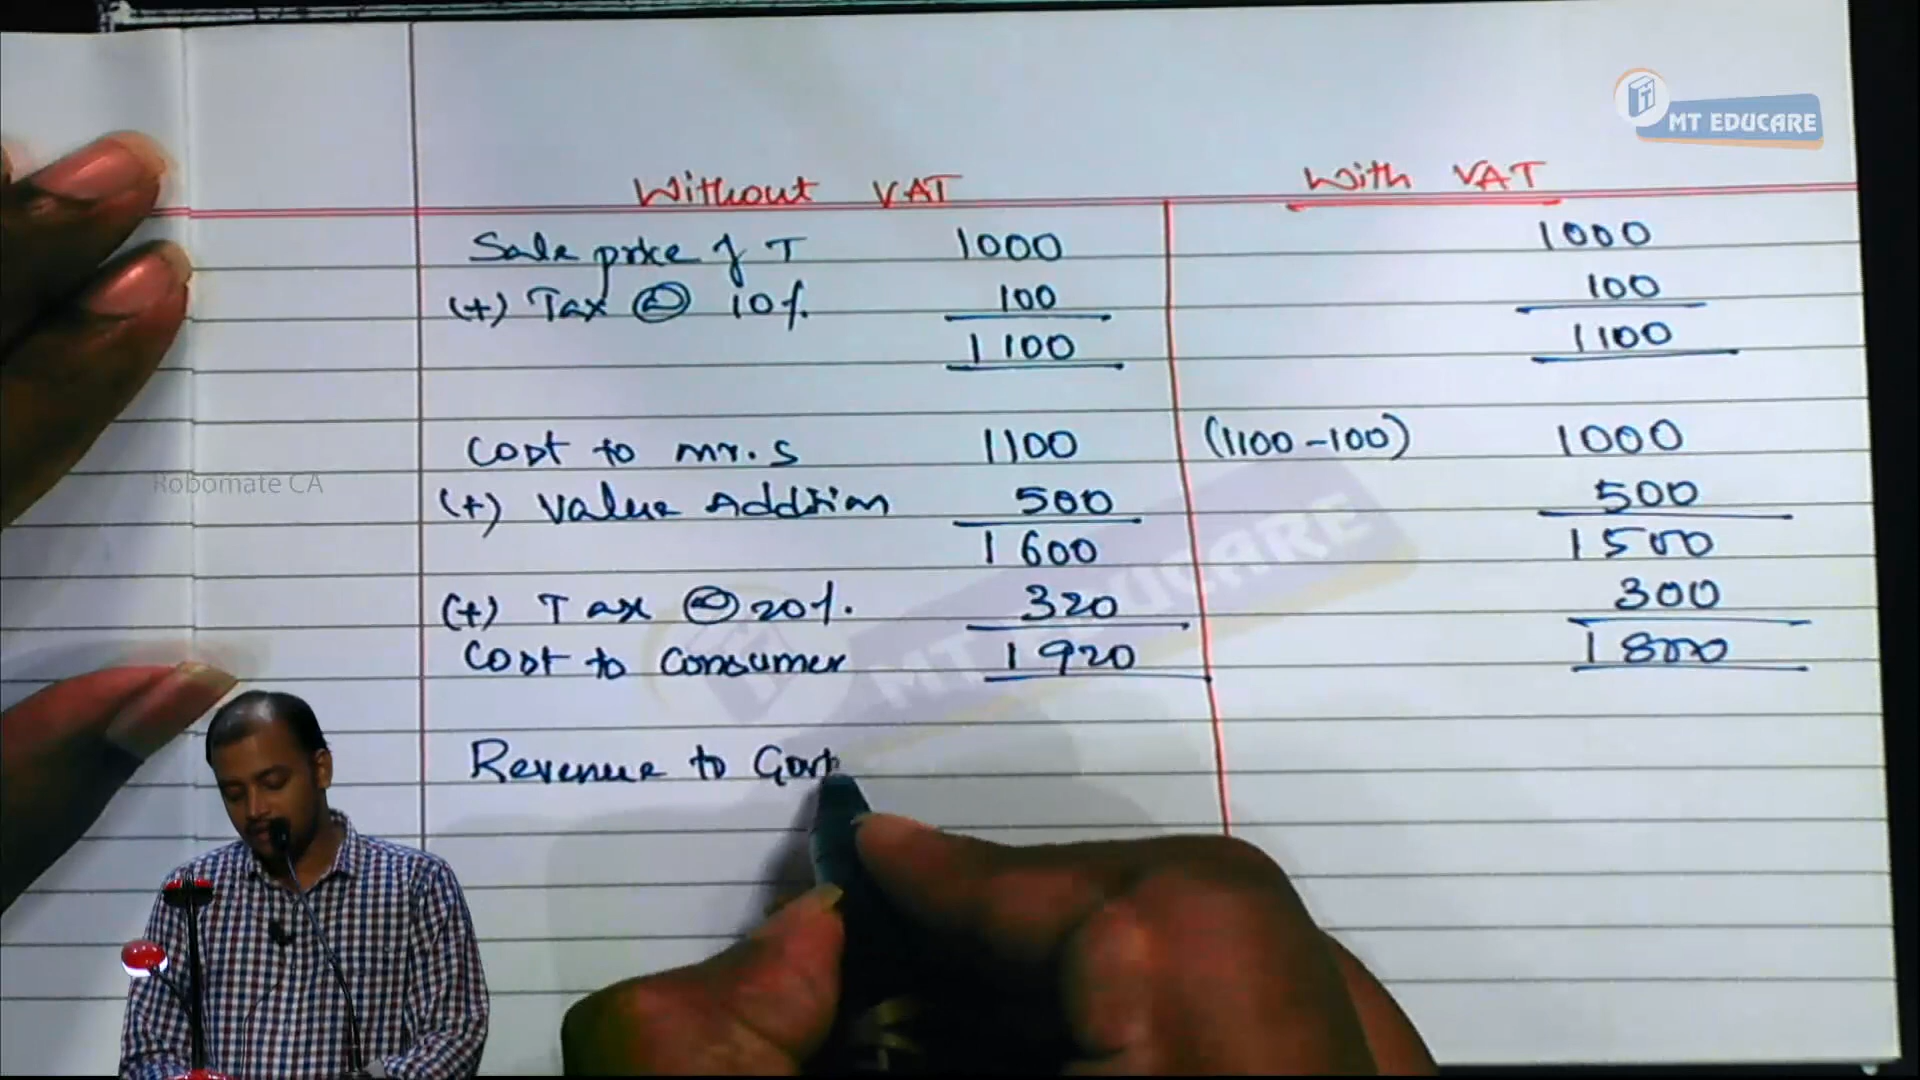 MT EDUCARE
Without VAT With VAT
Sale price of T 1000 1000
(+) Tax @ 10% 100 100
1100 1100
Cost to Mr. S 1100 (1100-100) 1000
Robomate CA
(+) Value Addition 500 500
1600 1500
(+) Tax @ 20%. 320 300
Cost to Consumer 1920 1800
MT EDUCARE
Revenue to Govt